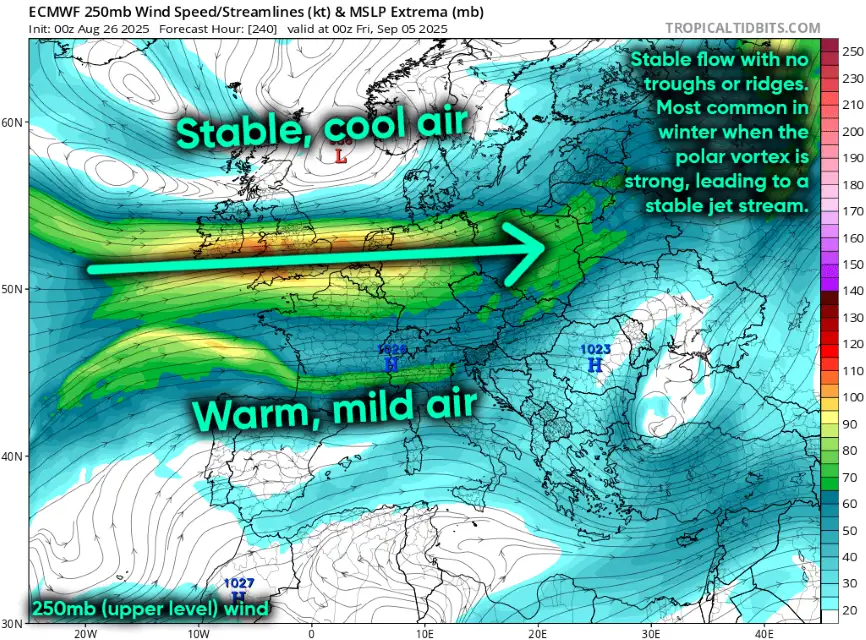 ECMWF 250mb Wind Speed/Streamlines (kt) & MSLP Extrema (mb)
Init: 00z Aug 26 2025 Forecast Hour: [240] valid at 00z Fri, Sep 05 2025
TROPICALTIDBITS.COM
Stable flow with no
troughs or ridges.
Most common in
winter when the
polar vortex is
strong, leading to a
stable jet stream.
Stable, cool air
L
1023
H
H
Warm, mild air
1027
H
250mb (upper level) wind
60N
50N
40N
30N
20W
10W
0
10E
20E
30E
40E
250
230
210
200
190
180
170
160
150
140
130
120
110
100
90
80
70
60
50
40
30
20